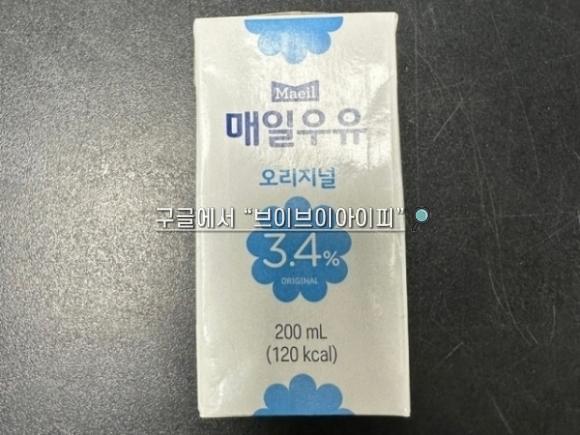 Maeil
매일우유
오리지널
구글에서 “브이브이아이피”
3.4%
ORIGINAL
200 mL
(120 kcal)